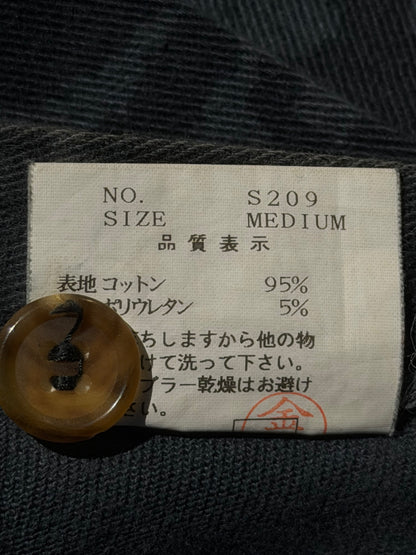 NO. S209
SIZE MEDIUM
品質表示
表地 コットン 95%
ポリウレタン 5%
ちしますから他の物
けて洗って下さい。
ブラー乾燥はお避け
さい。
金